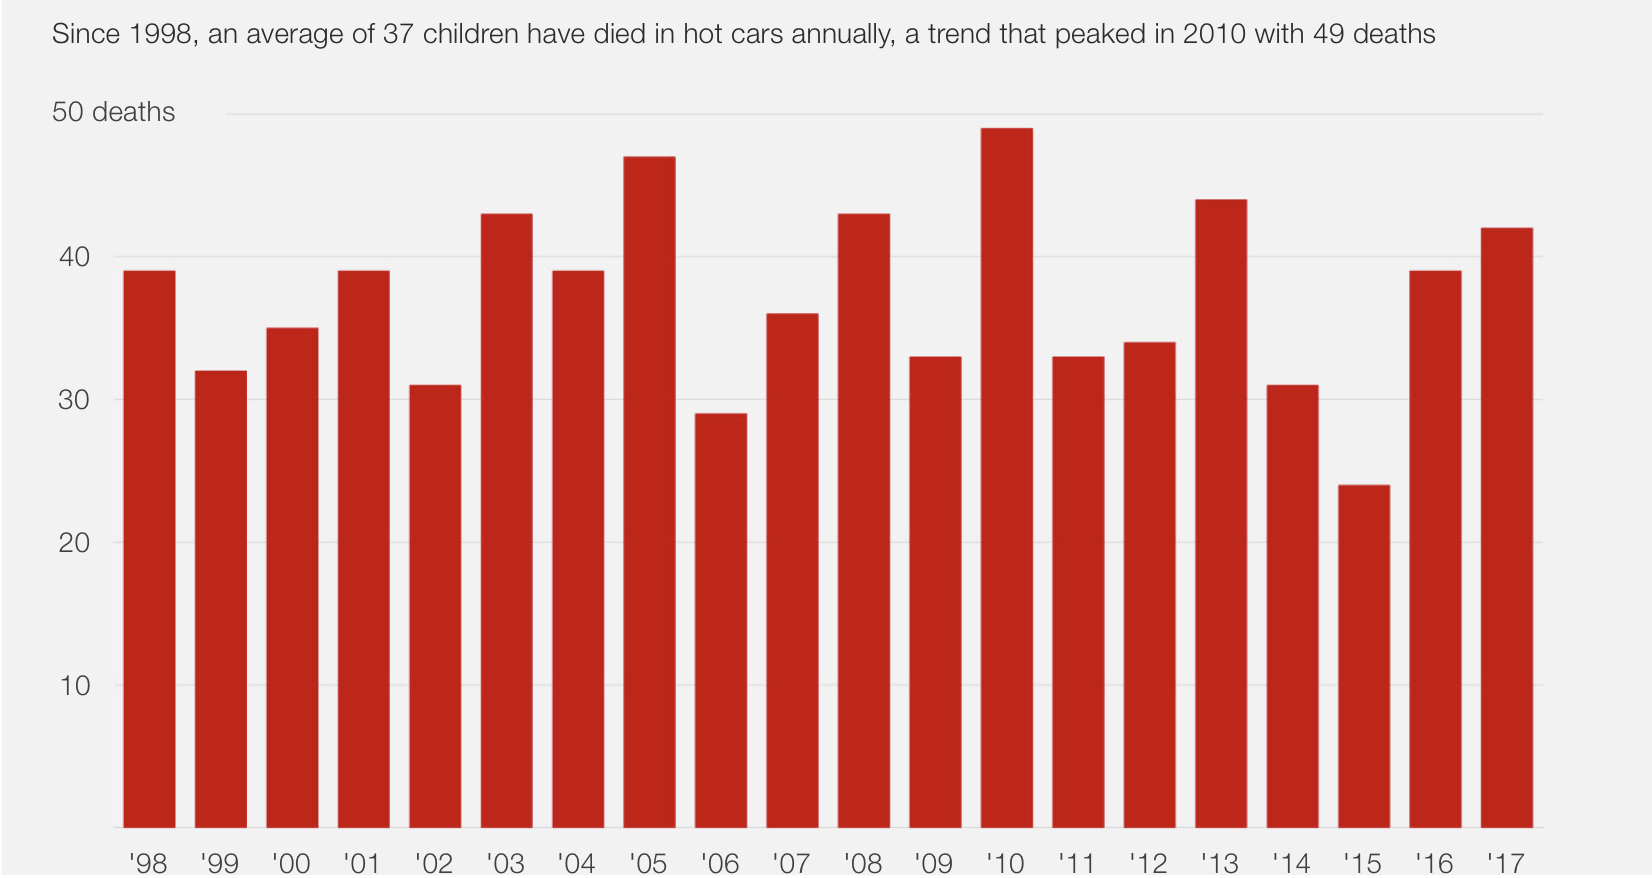 Since 1998, an average of 37 children have died in hot cars annually, a trend that peaked in 2010 with 49 deaths
50 deaths
40
30
20
10
'98 '99 '00 '01 '02 '03 '04 '05 '06 '07 '08 '09 '10 '11 '12 '13 '14 '15 '16 '17